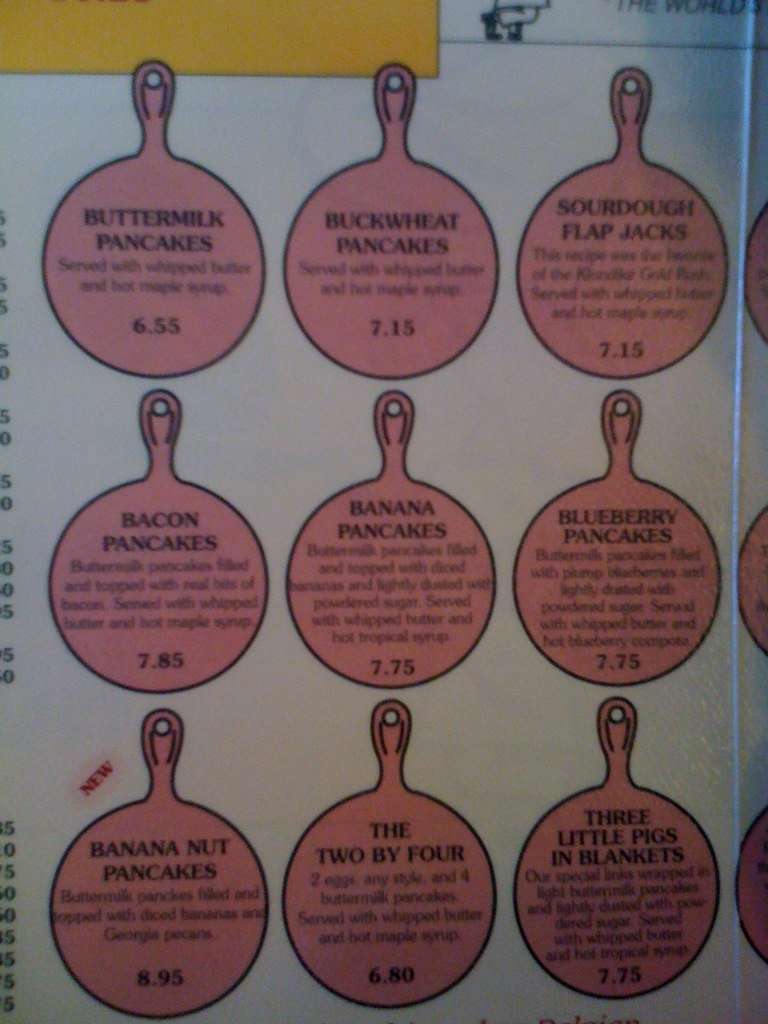 THE WORLD'S
BUTTERMILK
PANCAKES
Served with whipped butter
and hot maple syrup.
6.55
BUCKWHEAT
PANCAKES
Served with whipped butter
and hot maple syrup.
7.15
SOURDOUGH
FLAP JACKS
This recipe was the favorite
of the Klondike Gold Rush.
Served with whipped butter
and hot maple syrup.
7.15
BACON
PANCAKES
Buttermilk pancakes filled
and topped with real bits of
bacon. Served with whipped
butter and hot maple syrup.
7.85
BANANA
PANCAKES
Buttermilk pancakes filled
and topped with diced
bananas and lightly dusted with
powdered sugar. Served
with whipped butter and
hot tropical syrup.
7.75
BLUEBERRY
PANCAKES
Buttermilk pancakes filled
with plump blueberries and
lightly dusted with
powdered sugar. Served
with whipped butter and
hot blueberry compote.
7.75
NEW
BANANA NUT
PANCAKES
Buttermilk panckes filled and
topped with diced bananas and
Georgia pecans.
8.95
THE
TWO BY FOUR
2 eggs, any style, and 4
buttermilk pancakes.
Served with whipped butter
and hot maple syrup.
6.80
THREE
LITTLE PIGS
IN BLANKETS
Our special links wrapped in
light buttermilk pancakes
and lightly dusted with pow-
dered sugar. Served
with whipped butter
and hot tropical syrup.
7.75